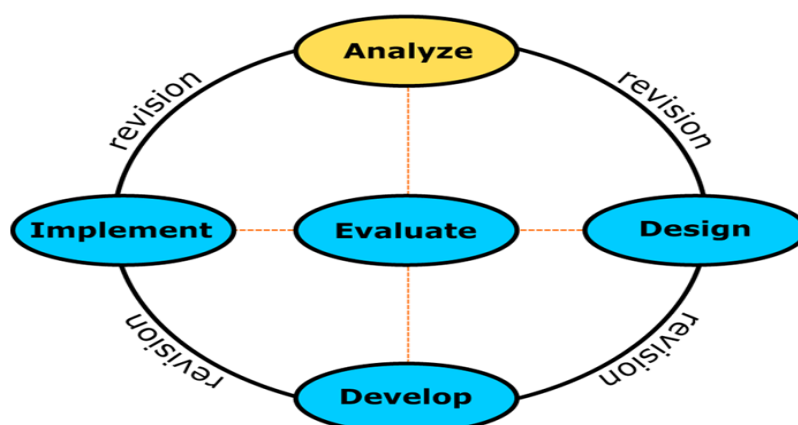 Analyze
revision
revision
Implement
Evaluate
Design
revision
revision
Develop